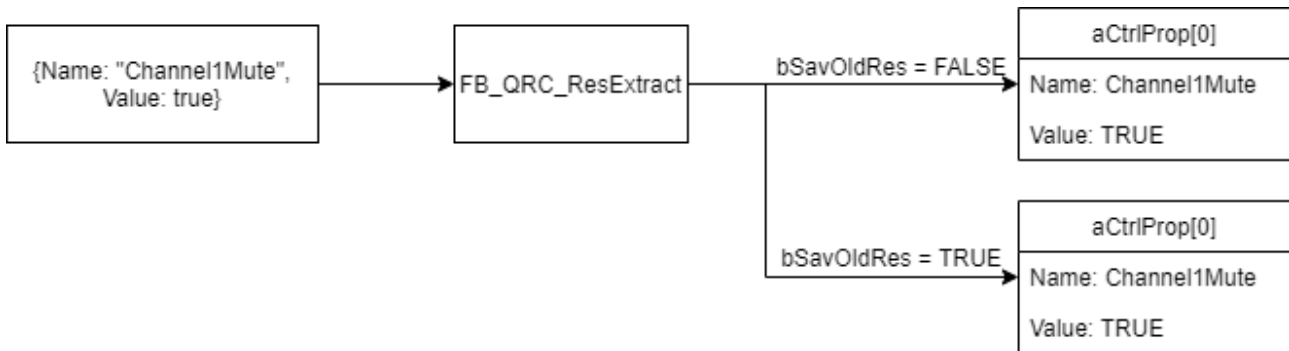 {Name: "Channel1Mute",
Value: true}
FB_QRC_ResExtract
bSavOldRes = FALSE
aCtrlProp[0]
Name: Channel1Mute
Value: TRUE
bSavOldRes = TRUE
aCtrlProp[0]
Name: Channel1Mute
Value: TRUE